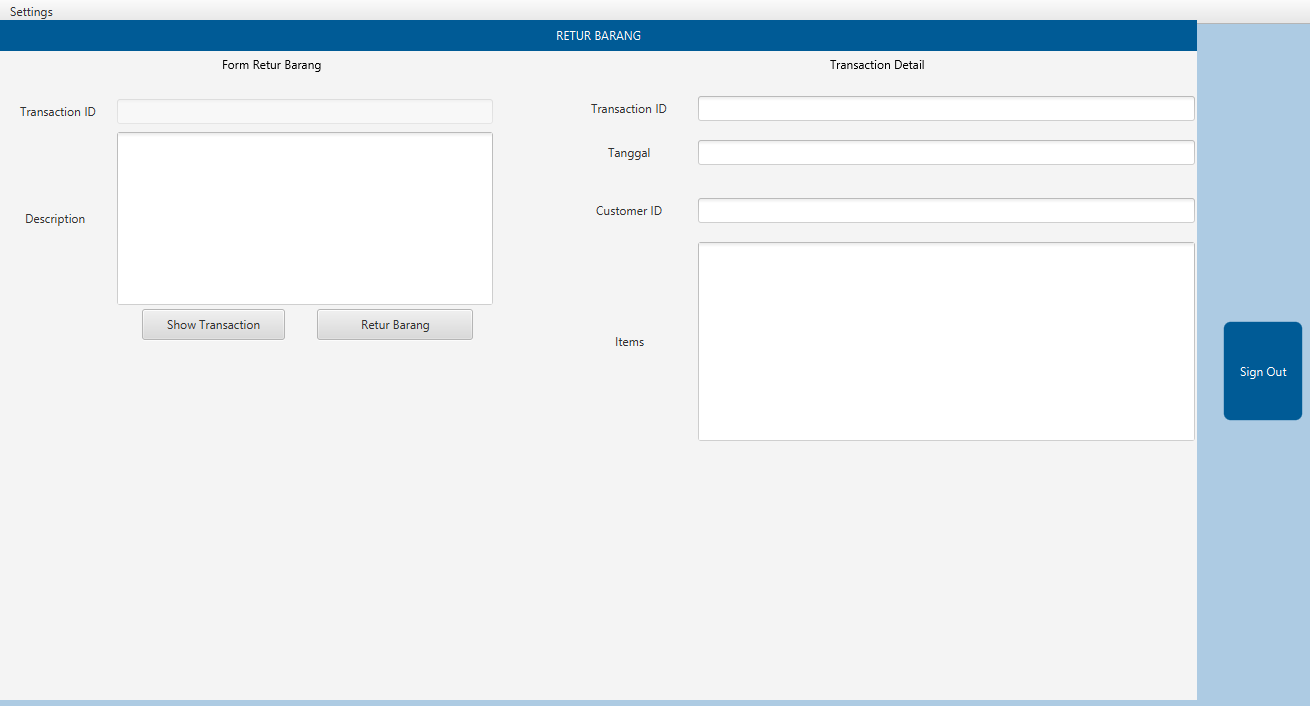 Settings
RETUR BARANG
Form Retur Barang
Transaction ID
Description
Show Transaction
Retur Barang
Transaction Detail
Transaction ID
Tanggal
Customer ID
Items
Sign Out